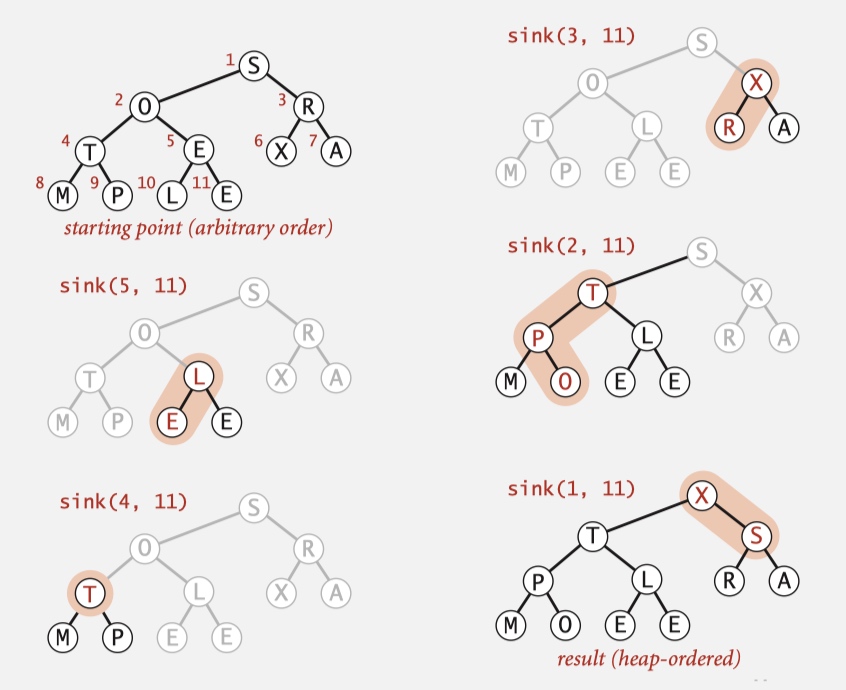 1 S
2 O 3 R
4 T 5 E 6 X 7 A
8 M 9 P 10 L 11 E
starting point (arbitrary order)
sink(5, 11)
S
O R
T L X A
M P E E
sink(4, 11)
S
O R
T L X A
M P E E
sink(3, 11)
S
O X
T L R A
M P E E
sink(2, 11)
S
T X
P L R A
M O E E
sink(1, 11)
X
T S
P L R A
M O E E
result (heap-ordered)